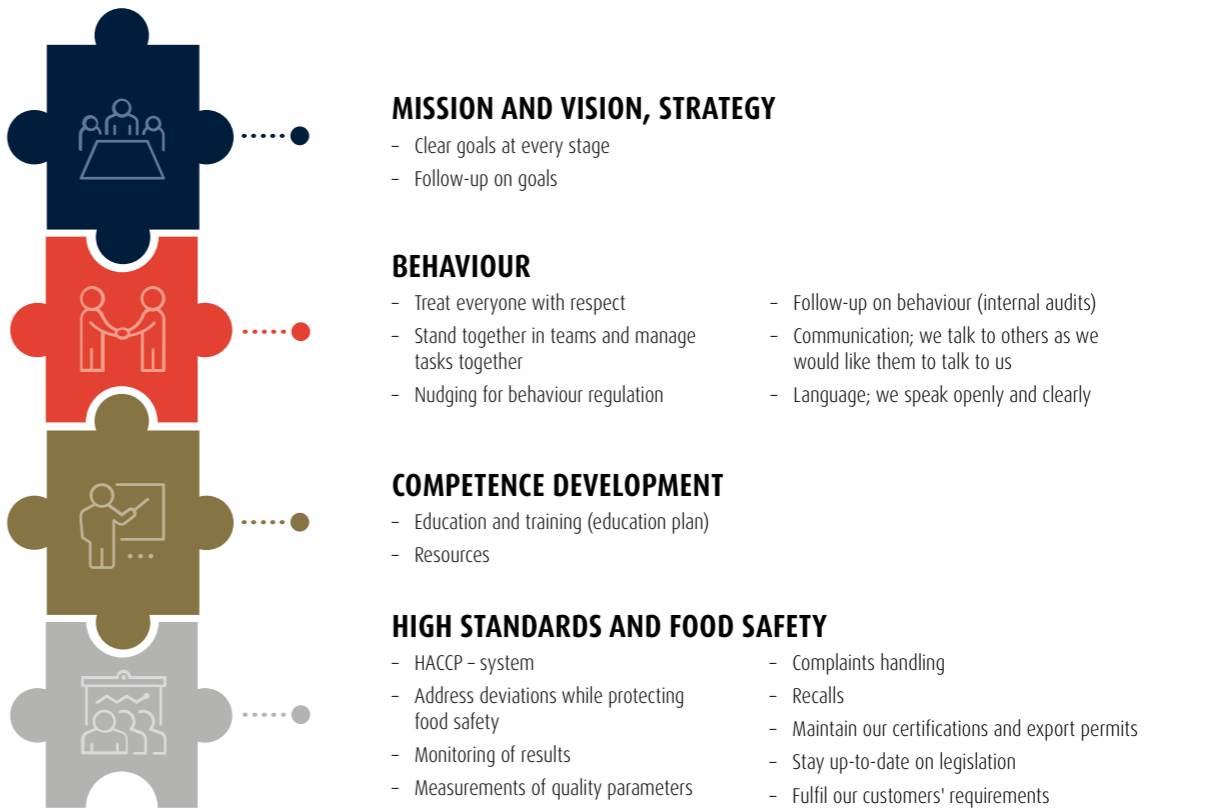 MISSION AND VISION, STRATEGY
– Clear goals at every stage
– Follow-up on goals
BEHAVIOUR
– Treat everyone with respect
– Stand together in teams and manage
tasks together
– Nudging for behaviour regulation
– Follow-up on behaviour (internal audits)
– Communication; we talk to others as we
would like them to talk to us
– Language; we speak openly and clearly
COMPETENCE DEVELOPMENT
– Education and training (education plan)
– Resources
HIGH STANDARDS AND FOOD SAFETY
– HACCP – system
– Address deviations while protecting
food safety
– Monitoring of results
– Measurements of quality parameters
– Complaints handling
– Recalls
– Maintain our certifications and export permits
– Stay up-to-date on legislation
– Fulfil our customers' requirements